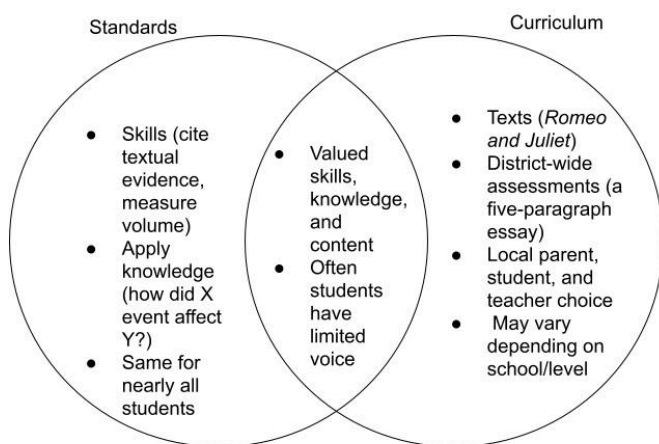 Standards
Curriculum
● Skills (cite
textual
evidence,
measure
volume)
● Apply
knowledge
(how did X
event affect
Y?)
● Same for
nearly all
students
● Valued
skills,
knowledge,
and
content
● Often
students
have
limited
voice
● Texts (Romeo
and Juliet)
● District-wide
assessments (a
five-paragraph
essay)
● Local parent,
student, and
teacher choice
● May vary
depending on
school/level